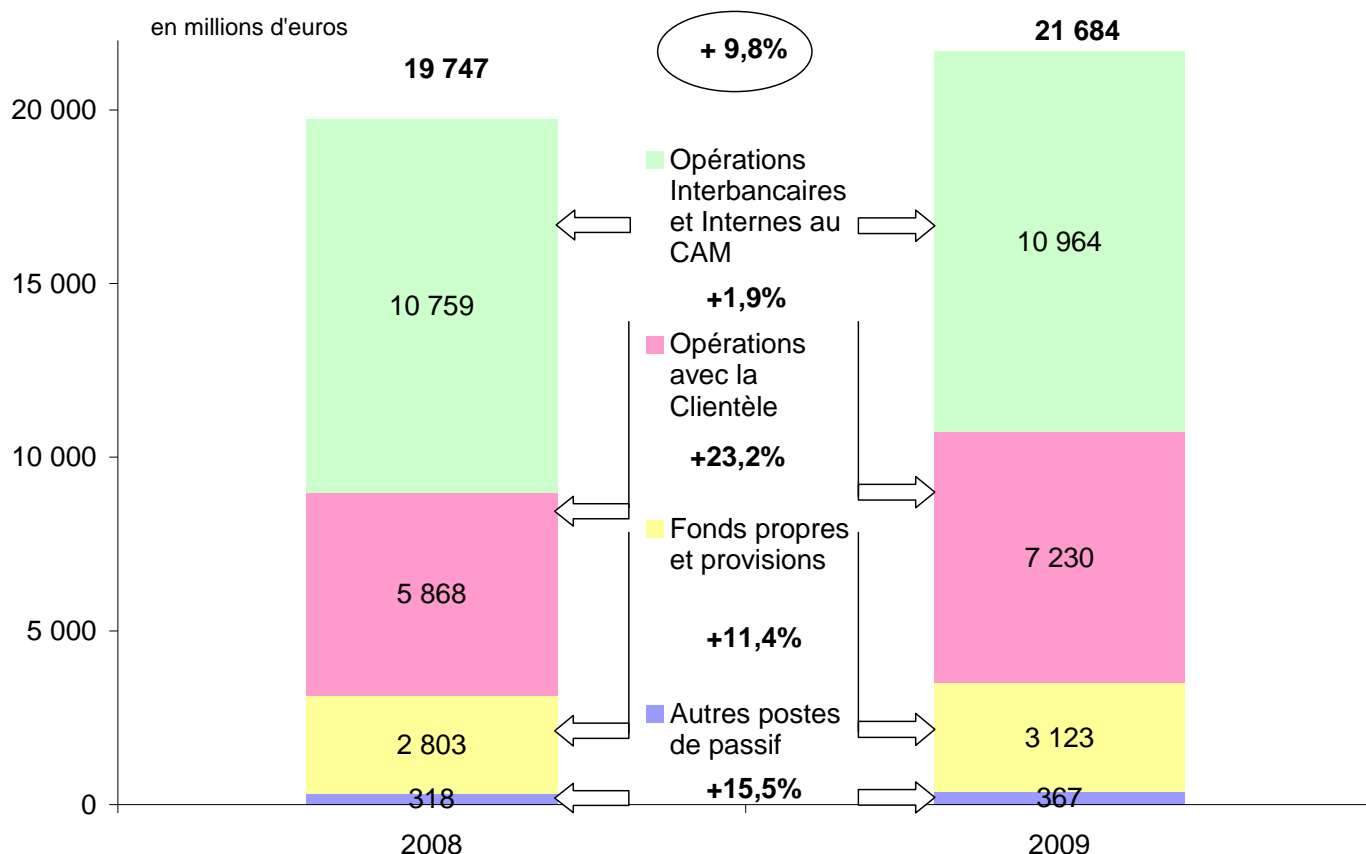 en millions d'euros
19 747
+ 9,8%
21 684
20 000
15 000
10 000
5 000
0
10 759
5 868
2 803
318
Opérations
Interbancaires
et Internes au
CAM
+1,9%
Opérations
avec la
Clientèle
+23,2%
Fonds propres
et provisions
+11,4%
Autres postes
de passif
+15,5%
10 964
7 230
3 123
367
2008
2009